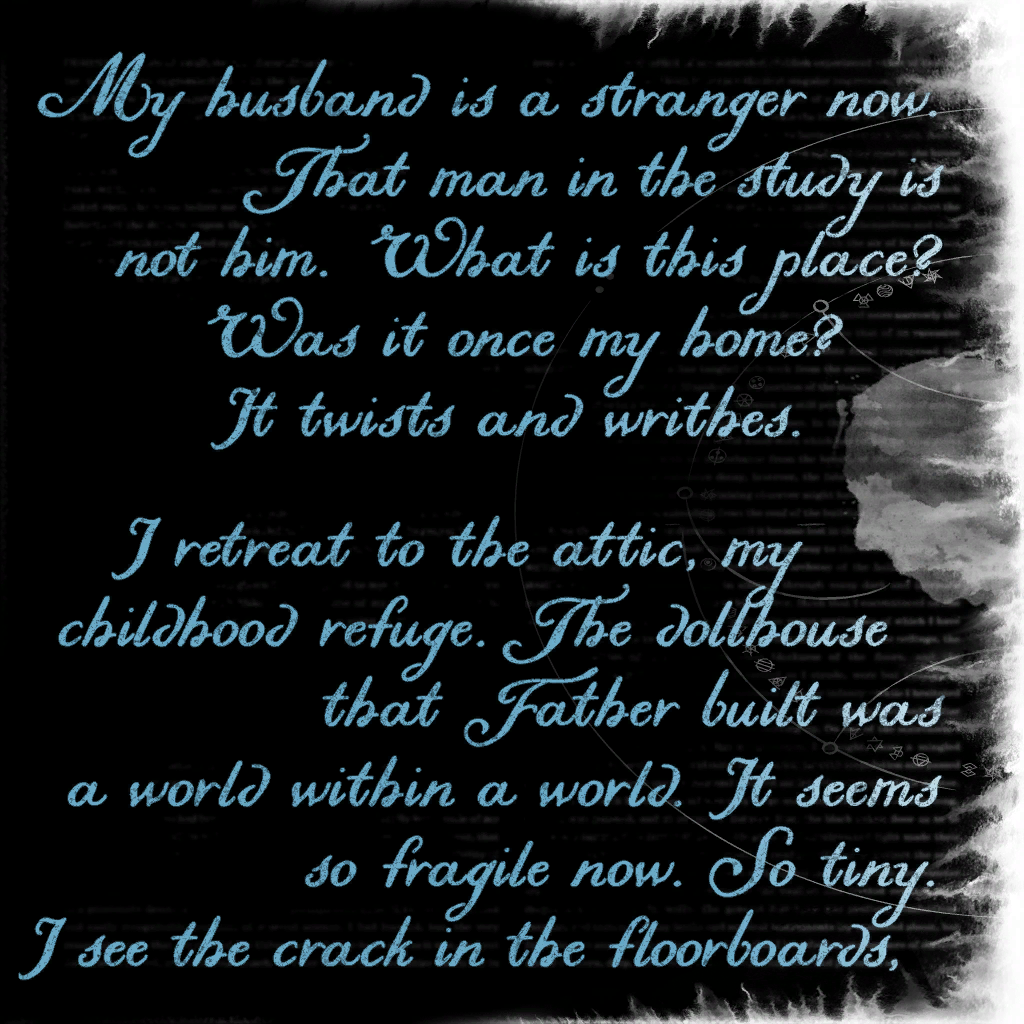 My husband is a stranger now.
That man in the study is
not him. What is this place?
Was it once my home?
It twists and writhes.
I retreat to the attic, my
childhood refuge. The dollhouse
that Father built was
a world within a world. It seems
so fragile now. So tiny.
I see the crack in the floorboards,